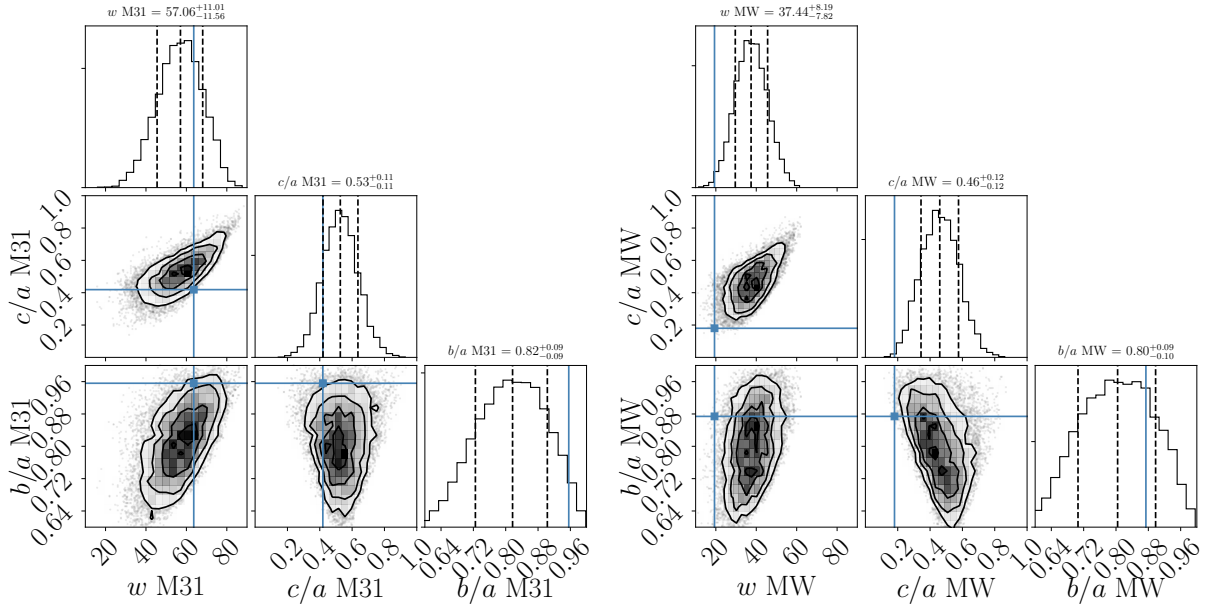 w M31 = 57.06^{+11.01}_{-11.56}
w MW = 37.44^{+8.19}_{-7.82}
c/a M31 = 0.53^{+0.11}_{-0.11}
c/a MW = 0.46^{+0.12}_{-0.12}
1.0
0.8
0.6
0.4
0.2
c/a M31
1.0
0.8
0.6
0.4
0.2
c/a MW
b/a M31 = 0.82^{+0.09}_{-0.09}
b/a MW = 0.80^{+0.09}_{-0.10}
0.96
0.88
0.80
0.72
0.64
b/a M31
0.96
0.88
0.80
0.72
0.64
b/a MW
20 40 60 80
0.2 0.4 0.6 0.8 1.0
0.64 0.72 0.80 0.88 0.96
20 40 60 80
0.2 0.4 0.6 0.8 1.0
0.64 0.72 0.80 0.88 0.96
w M31 c/a M31 b/a M31
w MW c/a MW b/a MW